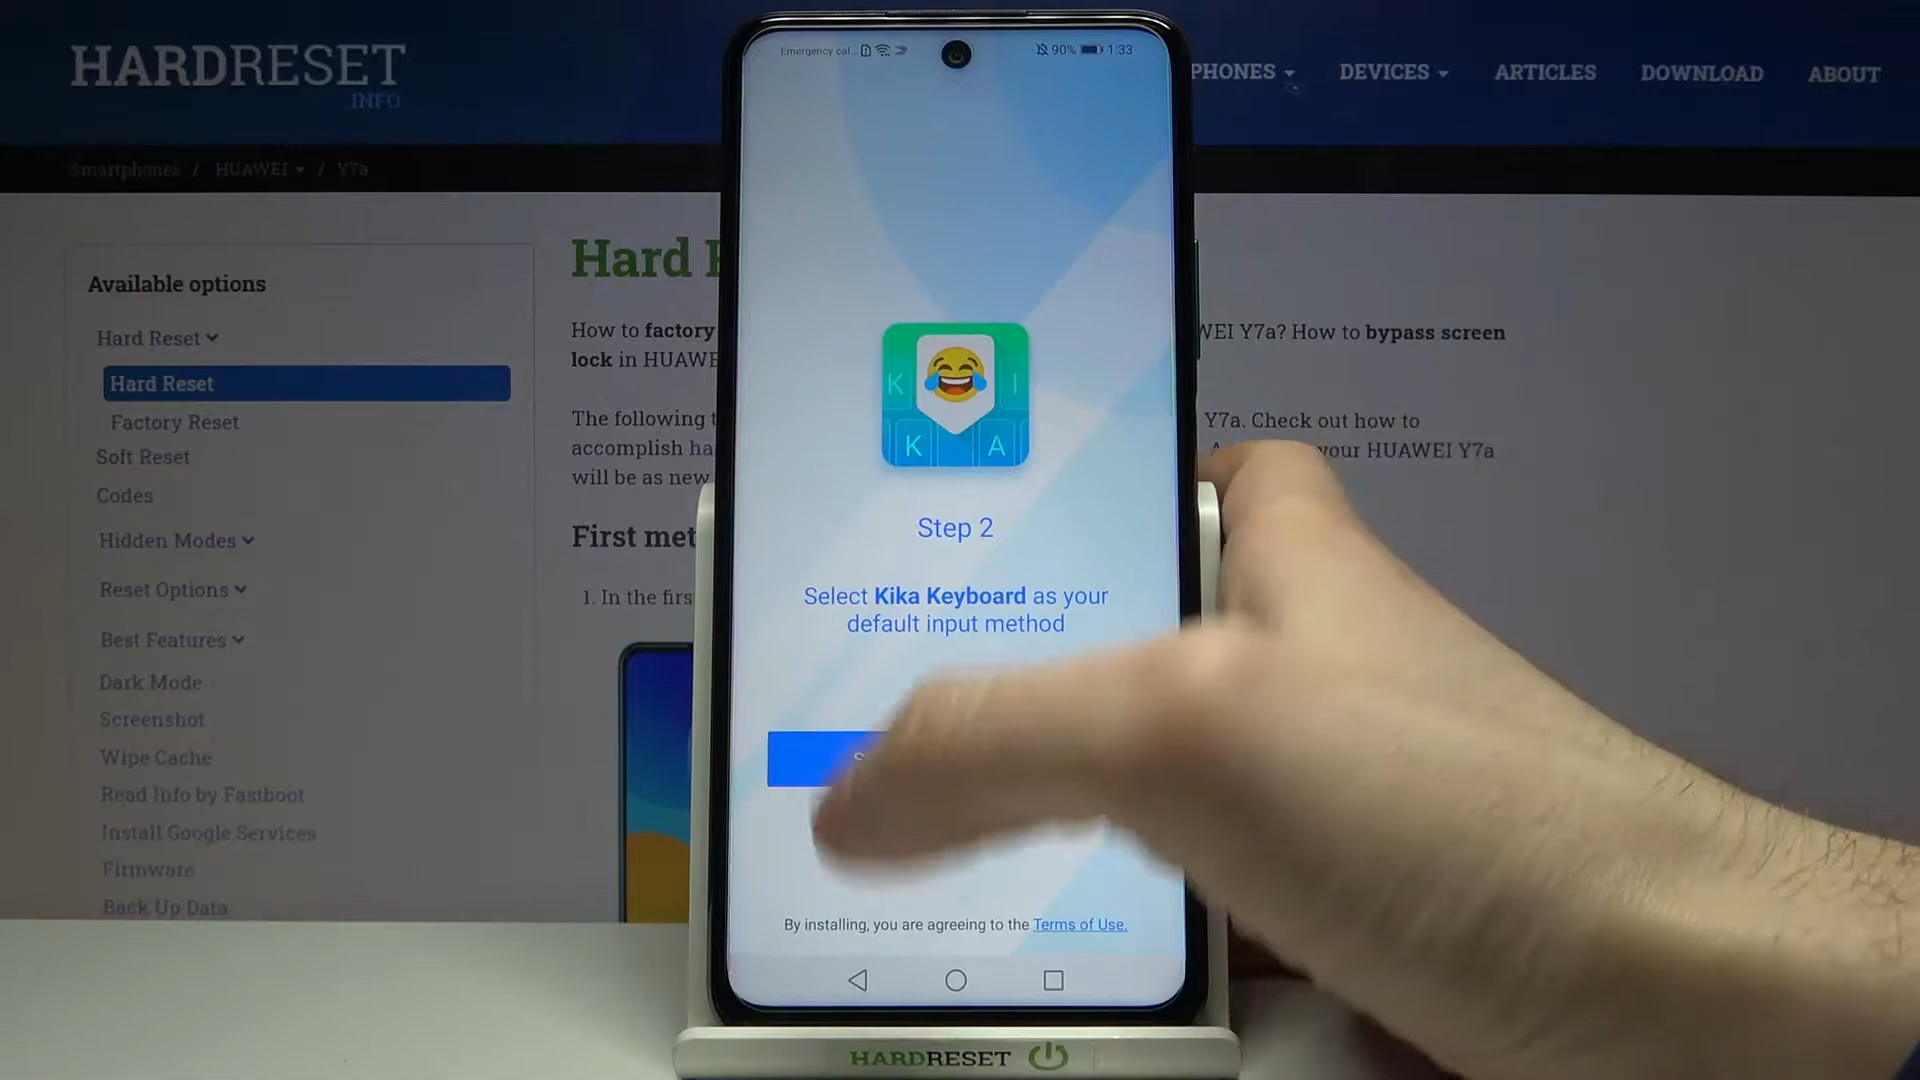 HARDRESET
.INFO
PHONES
DEVICES
ARTICLES
DOWNLOAD
ABOUT
Smartphones / HUAWEI / Y7a
Available options
Hard Reset
Hard Reset
Factory Reset
Soft Reset
Codes
Hidden Modes
Reset Options
Best Features
Dark Mode
Screenshot
Wipe Cache
Read Info by Fastboot
Install Google Services
Firmware
Back Up Data
Hard
How to factory
lock in HUAWE
WEI Y7a? How to bypass screen
The following
accomplish ha
will be as new
Y7a. Check out how to
your HUAWEI Y7a
First met
1. In the firs
Emergency cal...
90% 1:33
K I
K A
Step 2
Select Kika Keyboard as your
default input method
By installing, you are agreeing to the Terms of Use.
HARDRESET